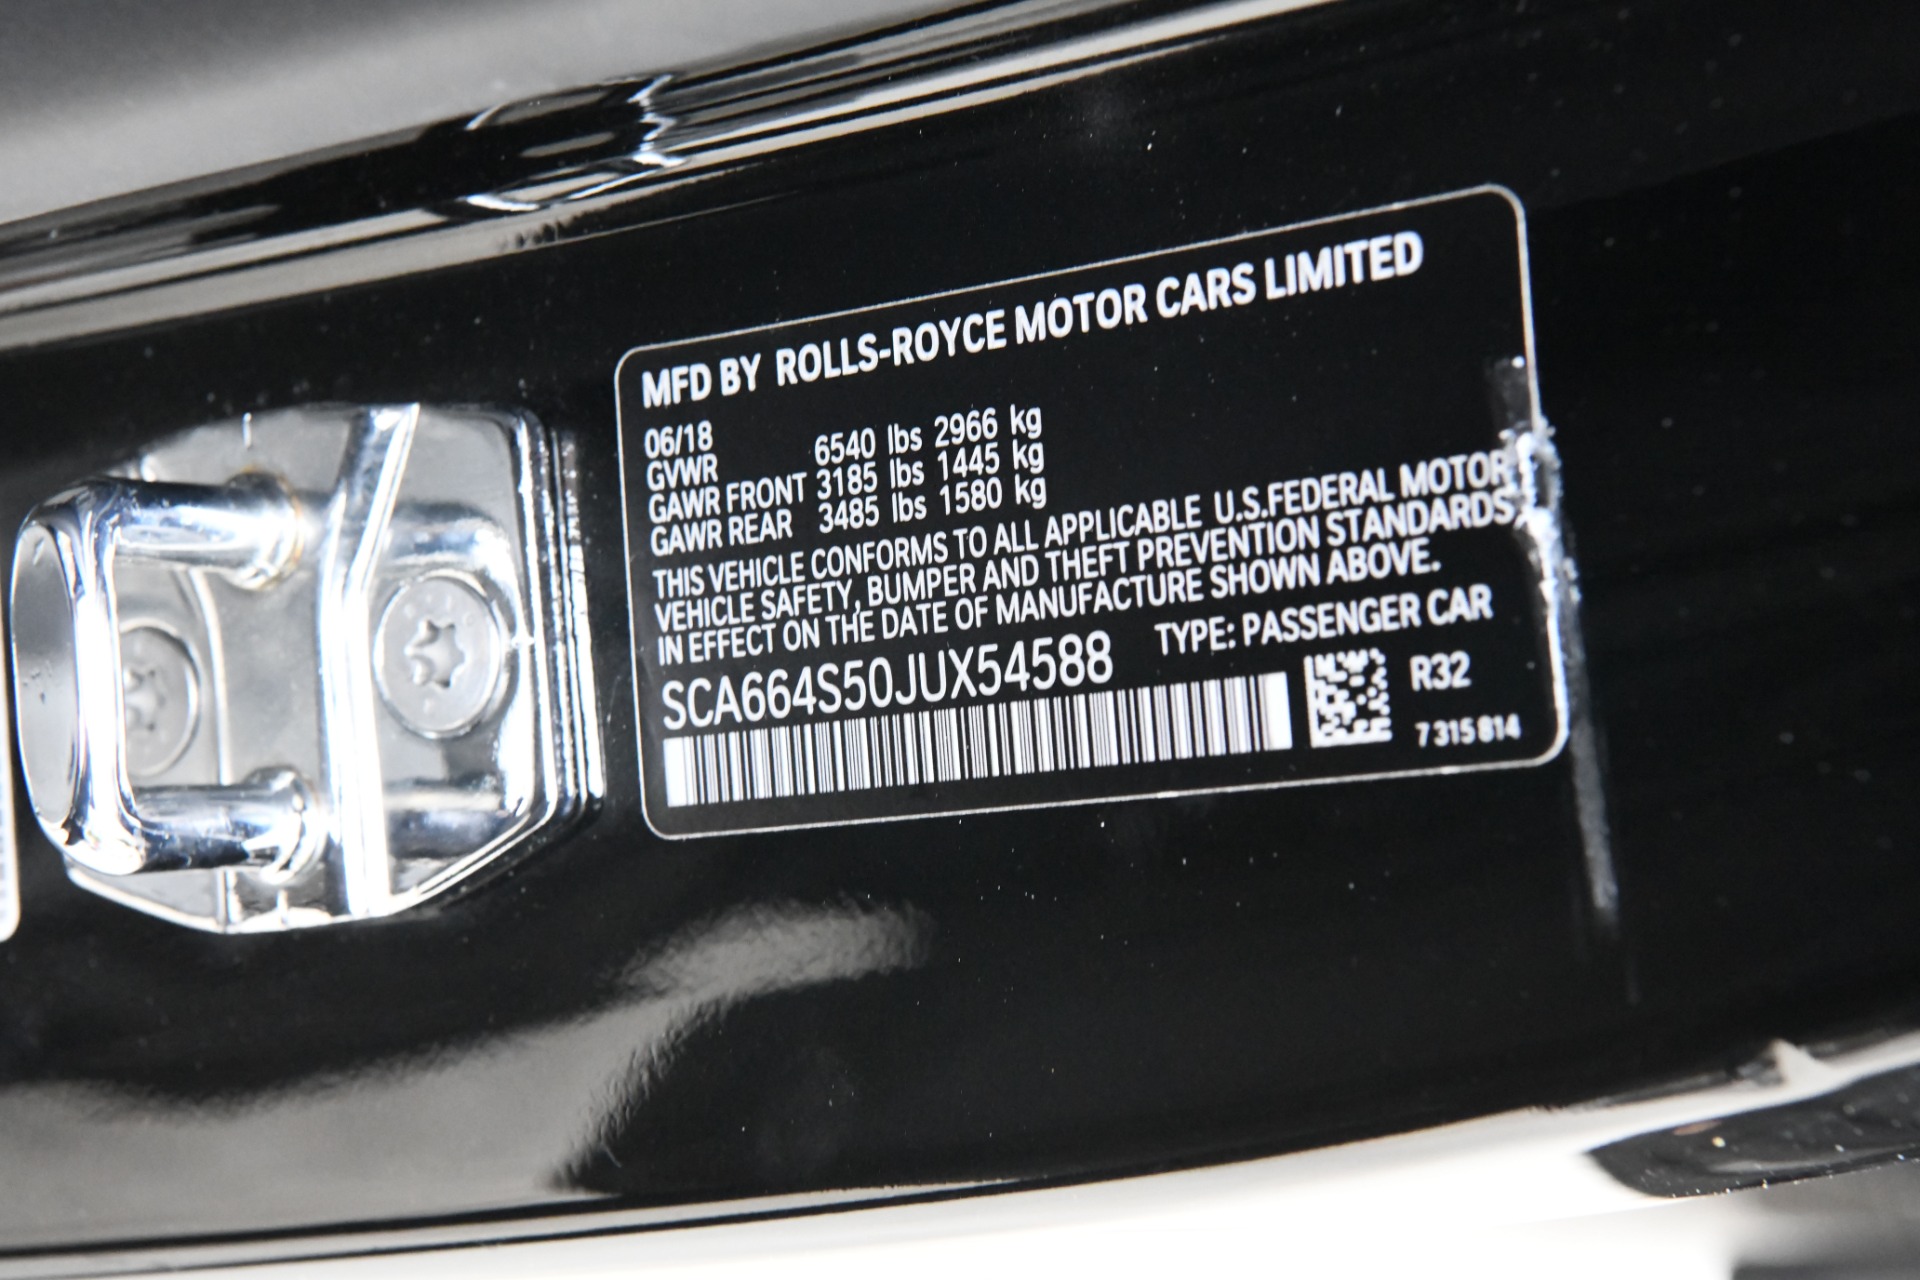 MFD BY ROLLS-ROYCE MOTOR CARS LIMITED
06/18
GVWR 6540 lbs 2966 kg
GAWR FRONT 3185 lbs 1445 kg
GAWR REAR 3485 lbs 1580 kg
THIS VEHICLE CONFORMS TO ALL APPLICABLE U.S.FEDERAL MOTOR
VEHICLE SAFETY, BUMPER AND THEFT PREVENTION STANDARDS
IN EFFECT ON THE DATE OF MANUFACTURE SHOWN ABOVE.
SCA664S50JUX54588 TYPE: PASSENGER CAR
R32
7 315 814